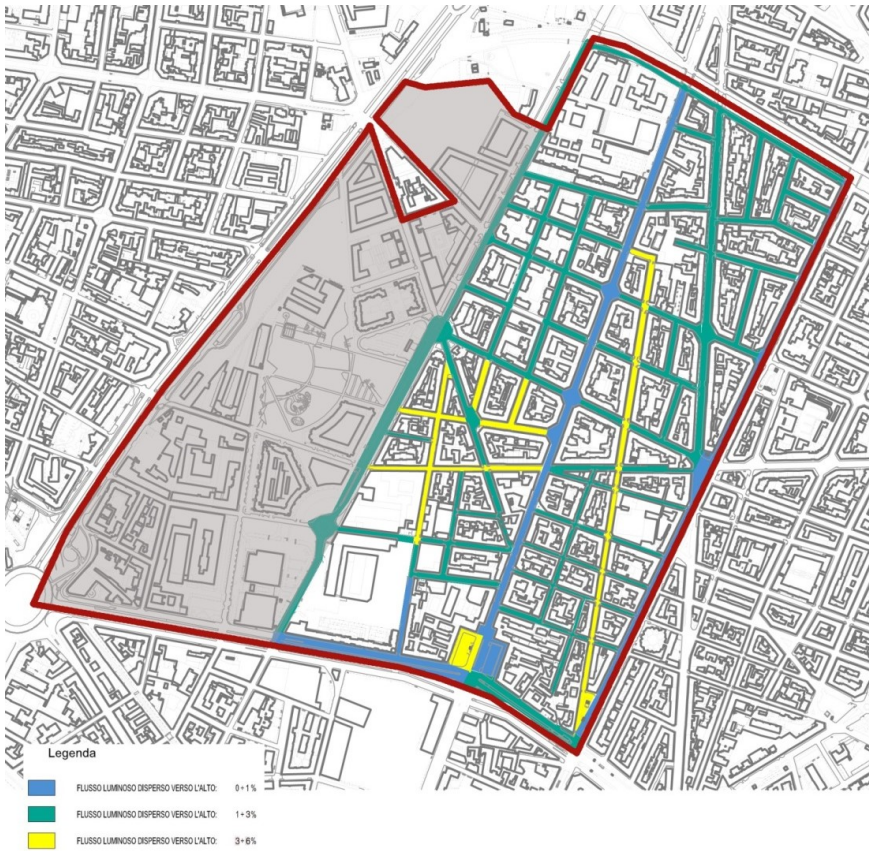 Legenda
FLUSSO LUMINOSO DISPERSO VERSO L'ALTO: 0÷1%
FLUSSO LUMINOSO DISPERSO VERSO L'ALTO: 1÷3%
FLUSSO LUMINOSO DISPERSO VERSO L'ALTO: 3÷6%